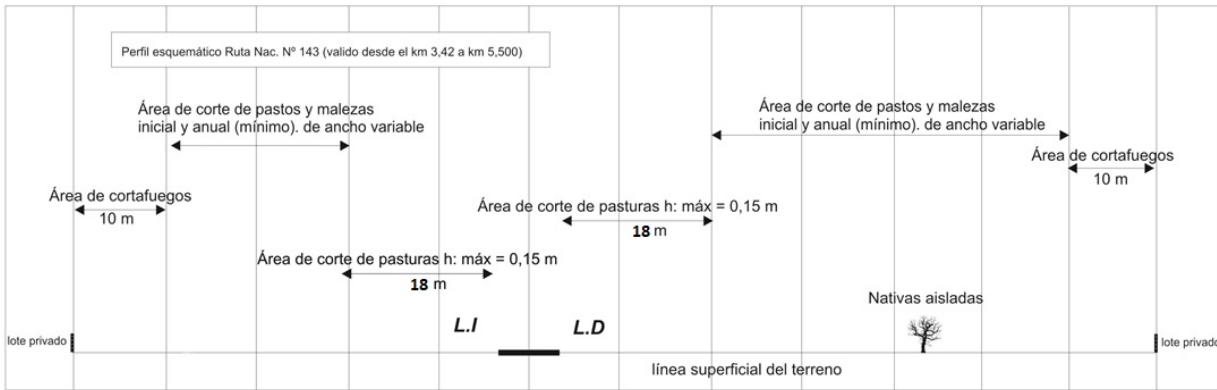 Perfil esquemático Ruta Nac. Nº 143 (valido desde el km 3,42 a km 5,500)
Área de corte de pastos y malezas
inicial y anual (mínimo). de ancho variable
Área de corte de pastos y malezas
inicial y anual (mínimo). de ancho variable
Área de cortafuegos
10 m
Área de cortafuegos
10 m
Área de corte de pasturas h: máx = 0,15 m
18 m
Área de corte de pasturas h: máx = 0,15 m
18 m
Nativas aisladas
L.I
L.D
lote privado
lote privado
línea superficial del terreno